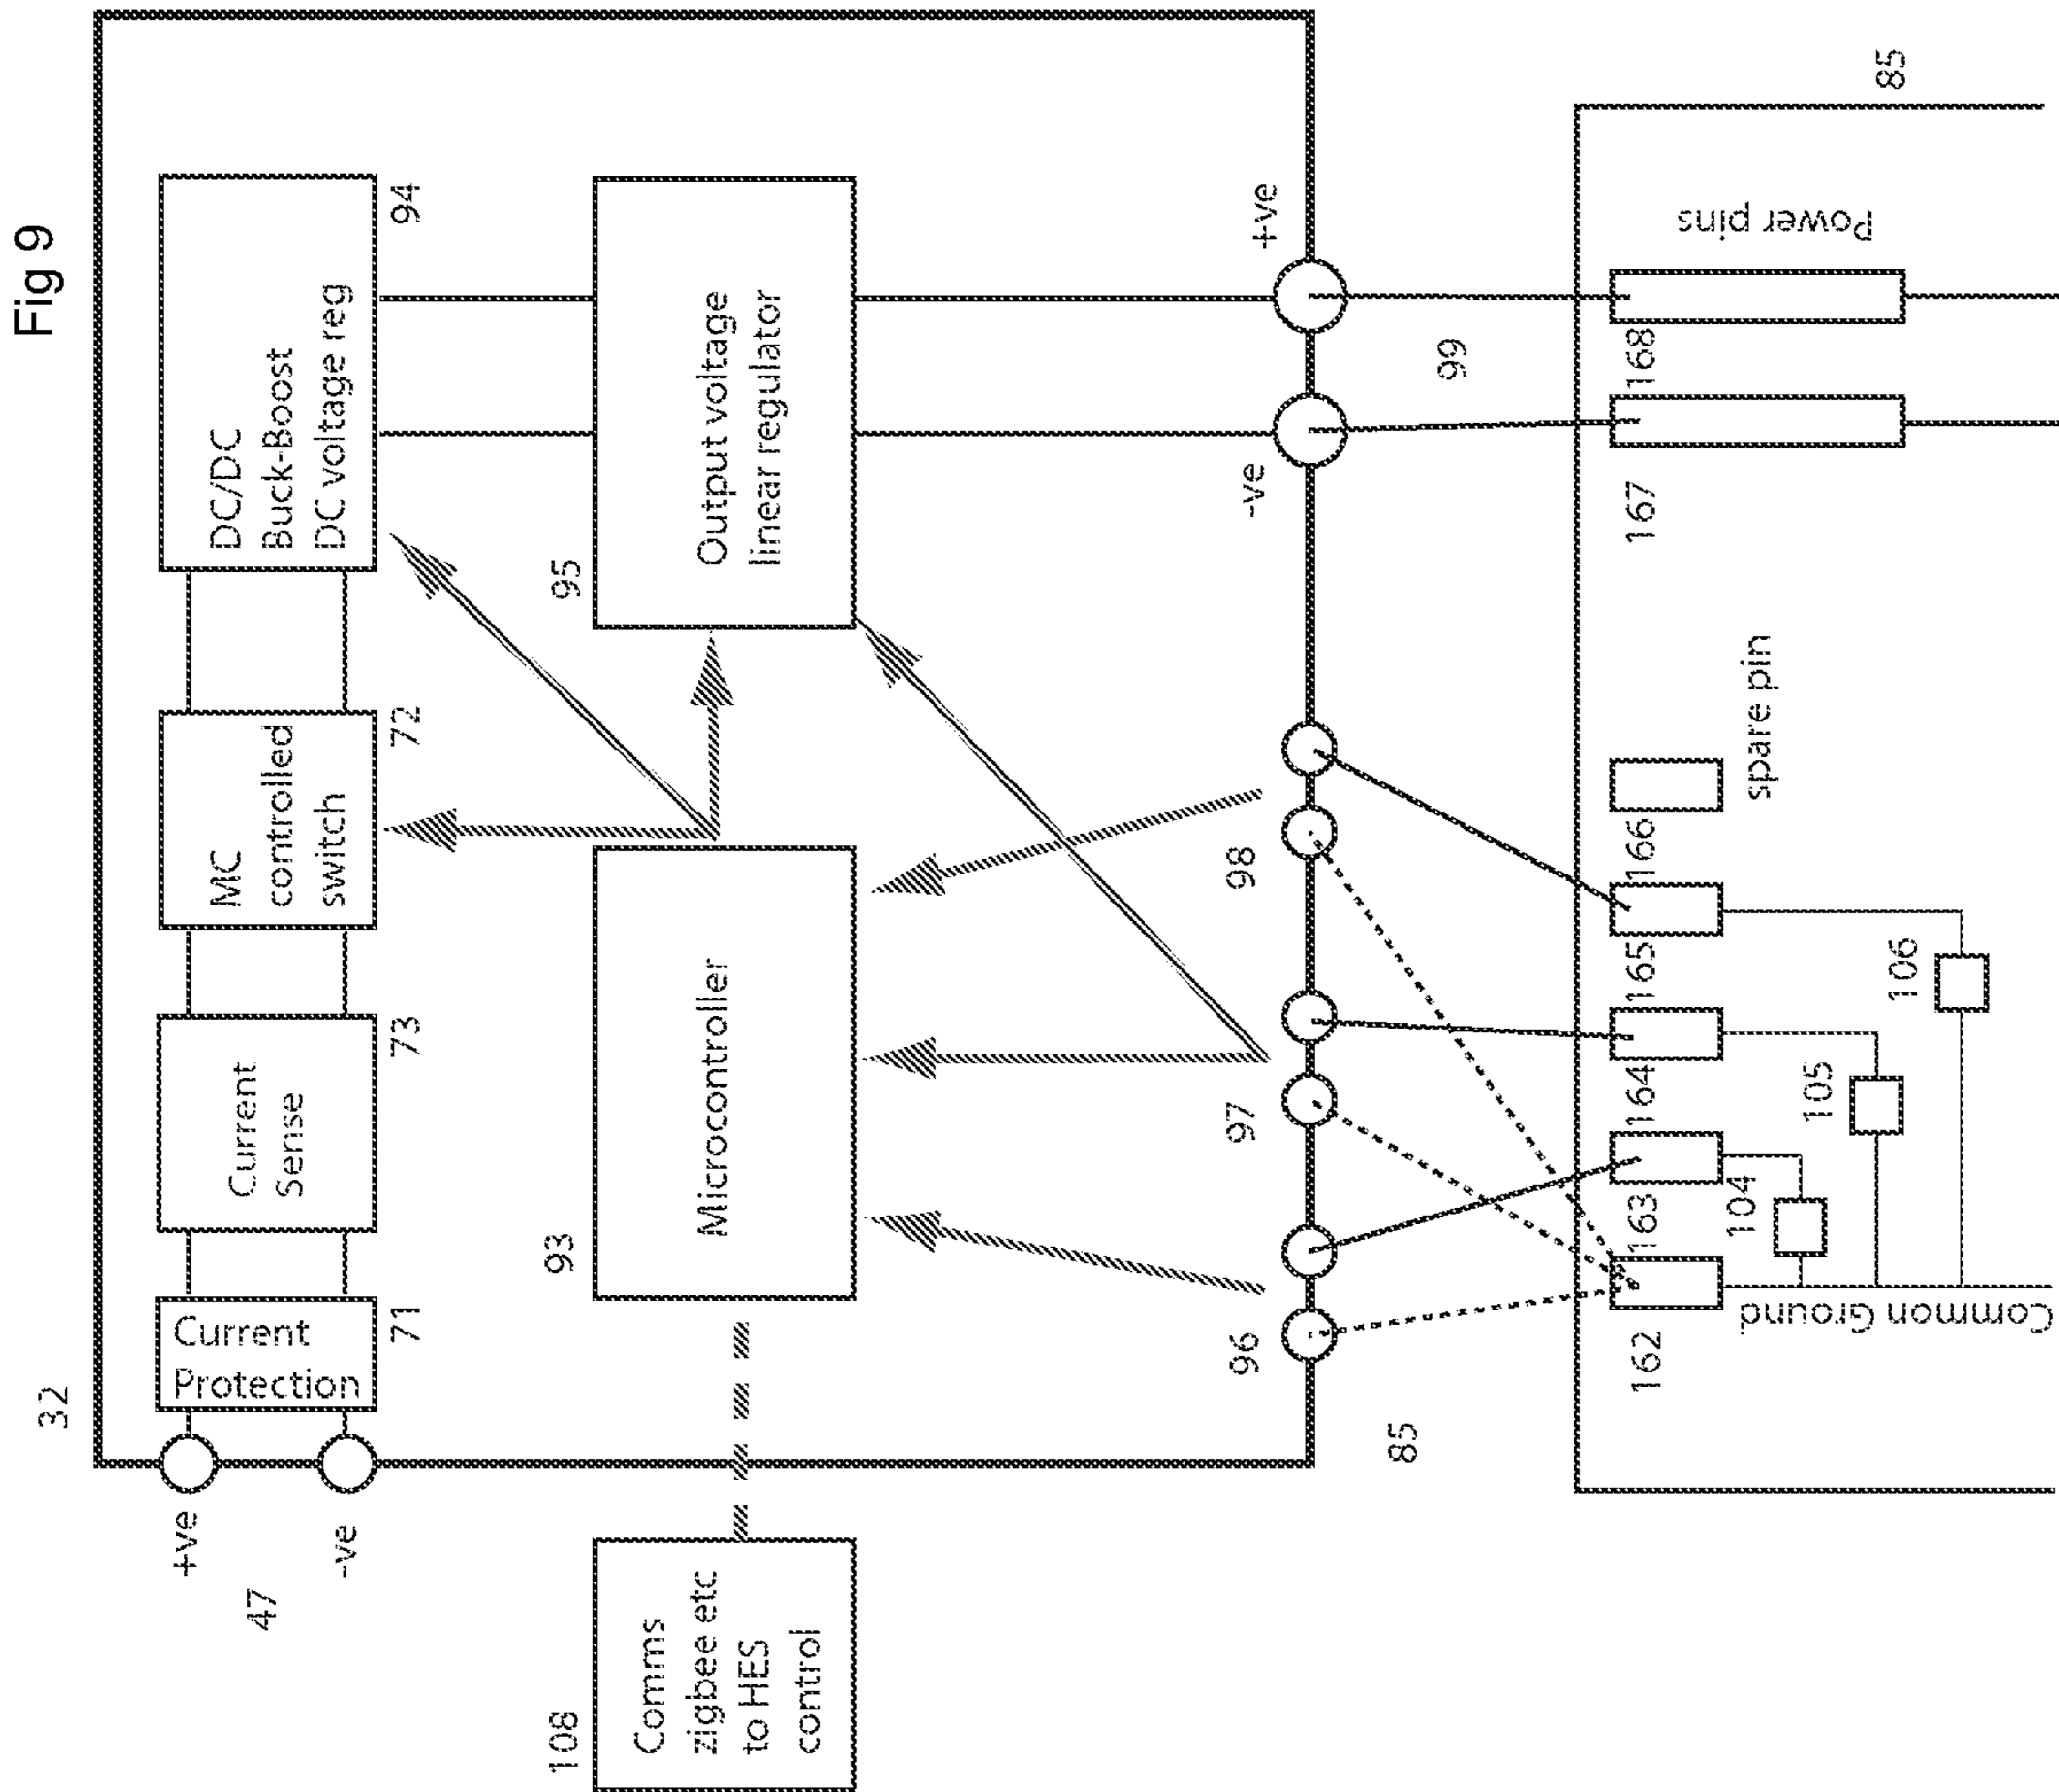 Fig 9
32
+ve
47
-ve
Current
Protection
71
Current
Sense
73
MC
controlled
switch
72
DC/DC
Buck-Boost
DC voltage reg
94
108
Comms
zigbee etc
to HES
control
93
Microcontroller
95
Output voltage
linear regulator
96
97
98
-ve
+ve
85
99
162
163
164
165
166
167
168
104
105
106
spare pin
Power pins
85
Common Ground